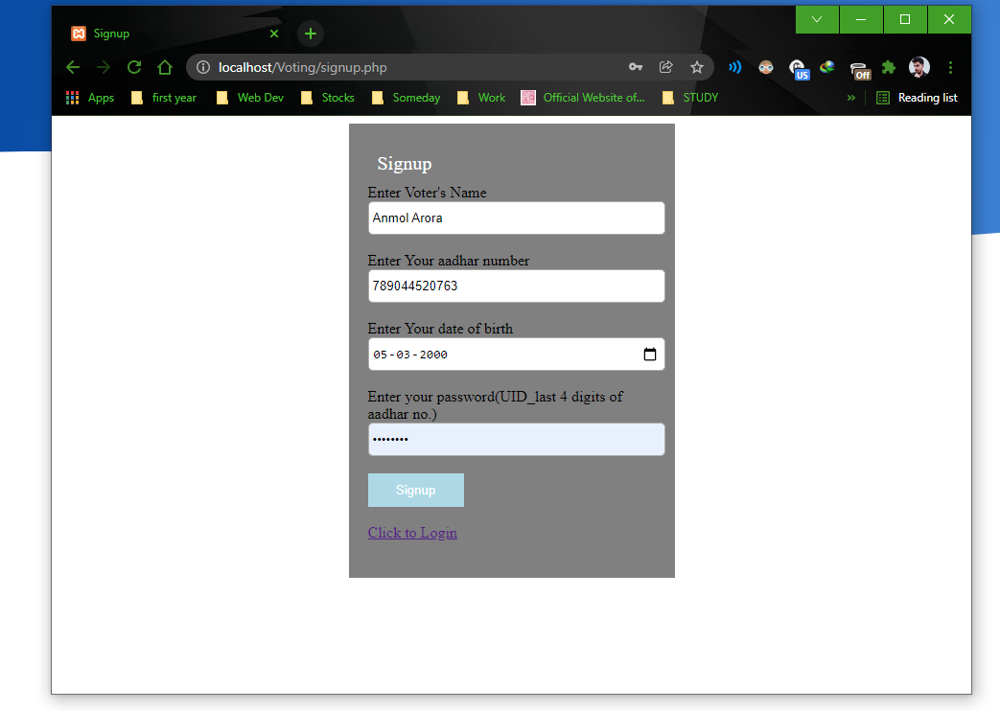 Signup
localhost/Voting/signup.php
US
Off
Apps first year Web Dev Stocks Someday Work Official Website of... STUDY » Reading list
Signup
Enter Voter's Name
Anmol Arora
Enter Your aadhar number
789044520763
Enter Your date of birth
05-03-2000
Enter your password(UID_last 4 digits of
aadhar no.)
••••••••
Signup
Click to Login